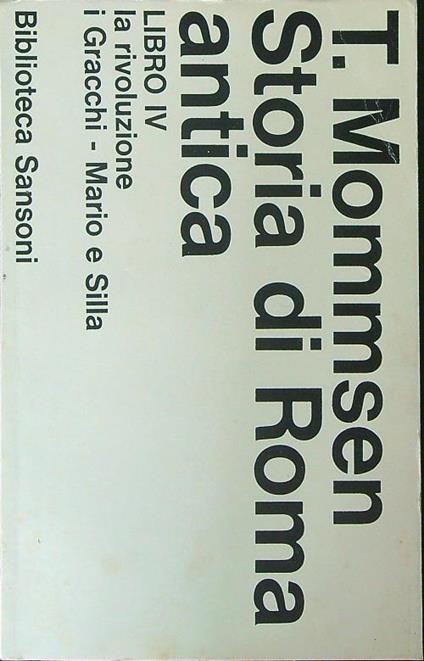 T. Mommsen
Storia di Roma
antica
LIBRO IV
la rivoluzione
i Gracchi - Mario e Silla
Biblioteca Sansoni